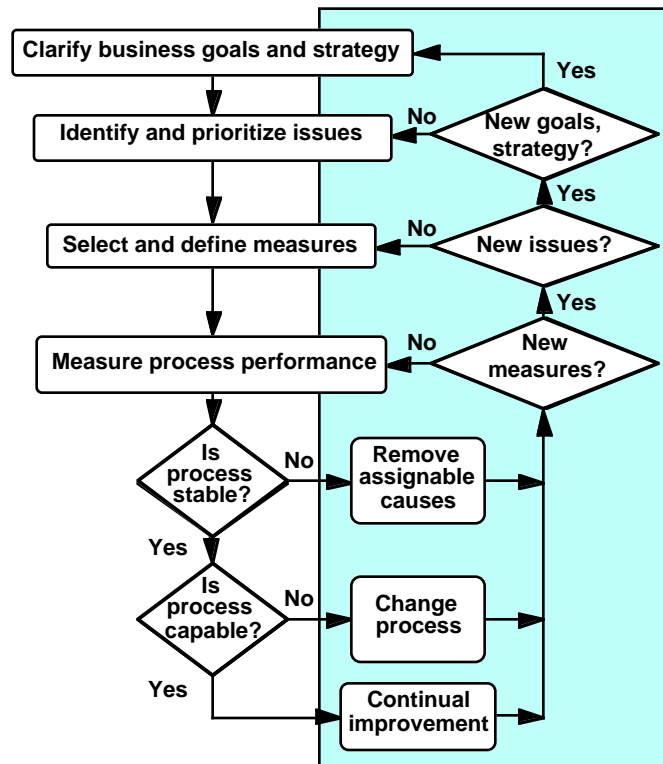 Clarify business goals and strategy
Yes
Identify and prioritize issues
No
New goals,
strategy?
Yes
Select and define measures
No
New issues?
Yes
Measure process performance
No
New
measures?
Is
process
stable?
No
Remove
assignable
causes
Yes
Is
process
capable?
No
Change
process
Yes
Continual
improvement